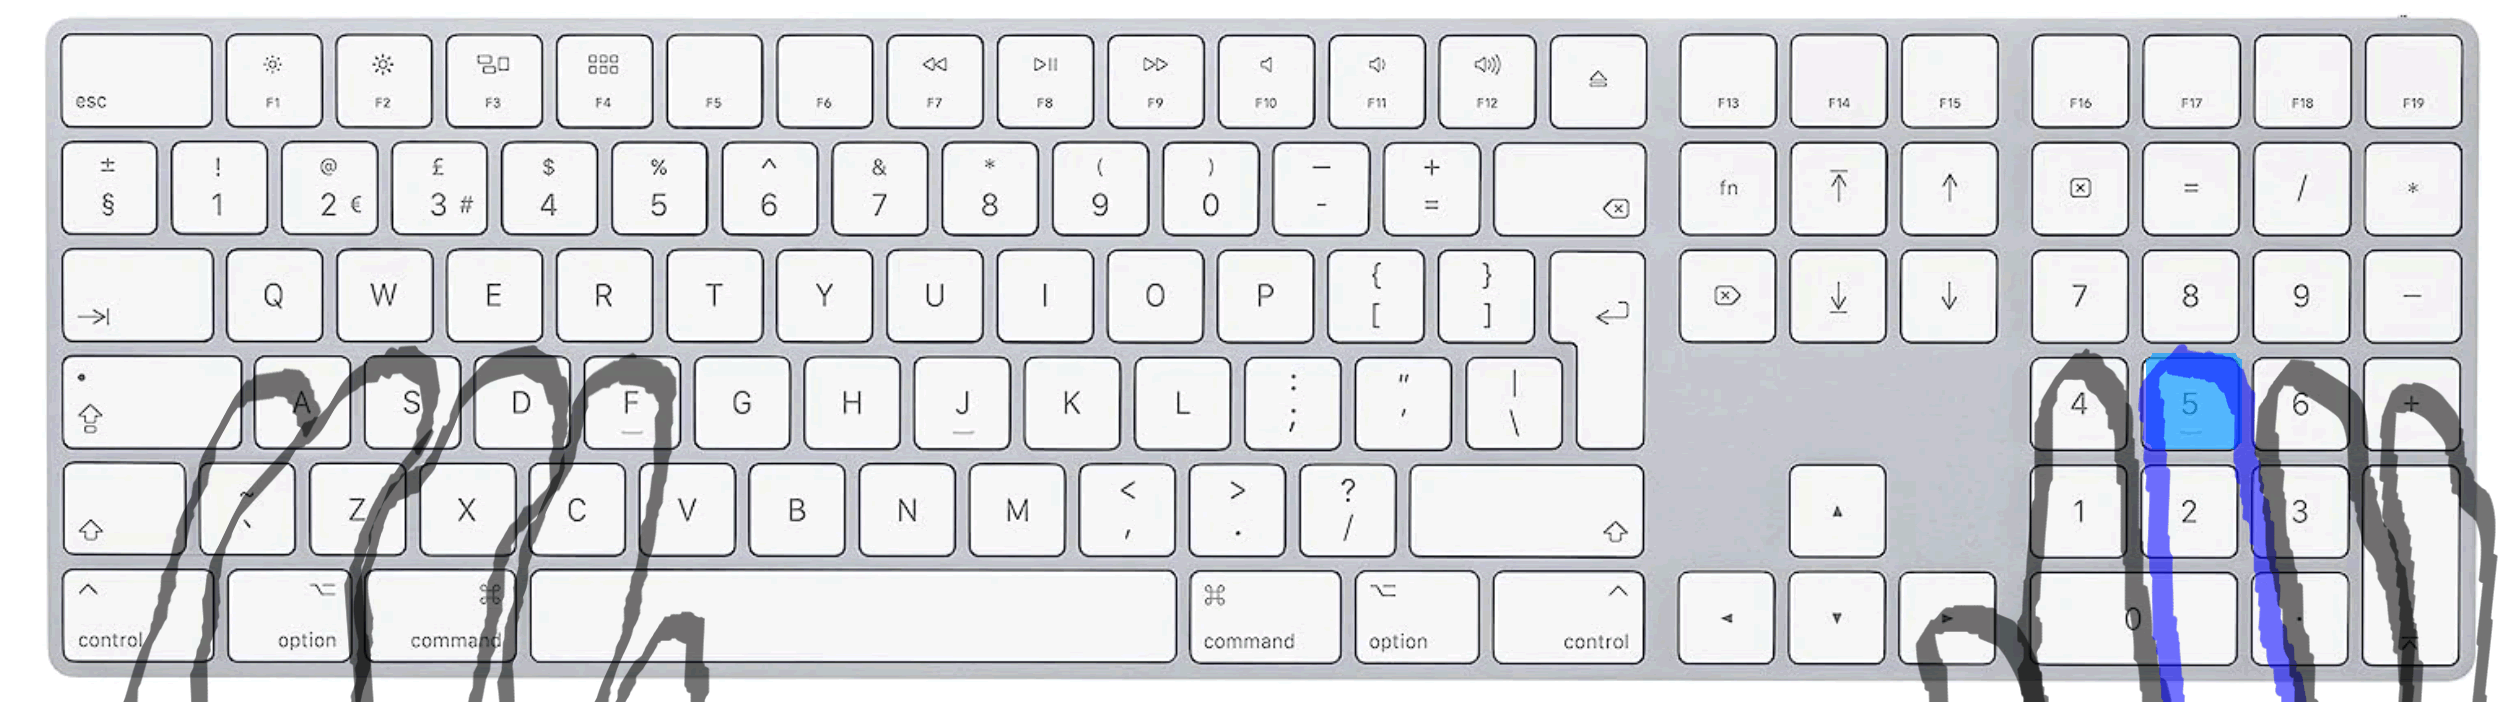 esc F1 F2 F3 F4 F5 F6 F7 F8 F9 F10 F11 F12 F13 F14 F15 F16 F17 F18 F19
± ! @ £ $ % ^ & * ( ) — +
§ 1 2 € 3 # 4 5 6 7 8 9 0 - = fn = / *
Q W E R T Y U I O P { [ } ] 7 8 9 —
A S D F G H J K L : ; " ' | \ 4 5 6 +
~ ` Z X C V B N M < , > . ? / 1 2 3
control option command command option control 0 .